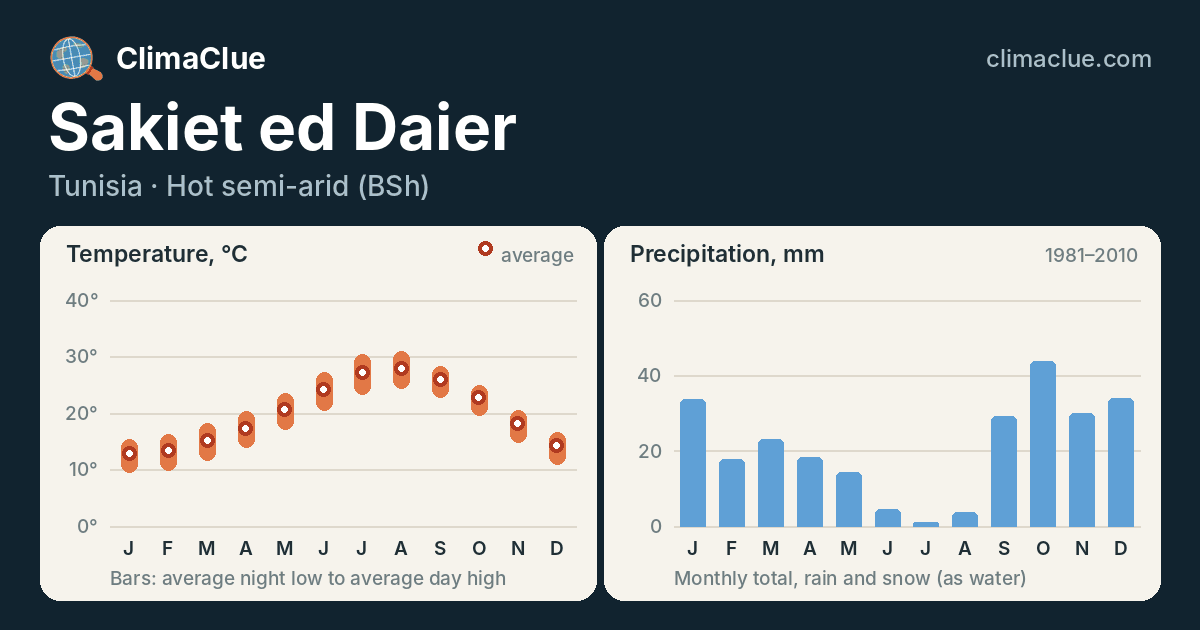 ClimaClue
climaclue.com
Sakiet ed Daier
Tunisia · Hot semi-arid (BSh)
Temperature, °C
average
40°
30°
20°
10°
0°
J F M A M J J A S O N D
Bars: average night low to average day high
Precipitation, mm
1981–2010
60
40
20
0
J F M A M J J A S O N D
Monthly total, rain and snow (as water)